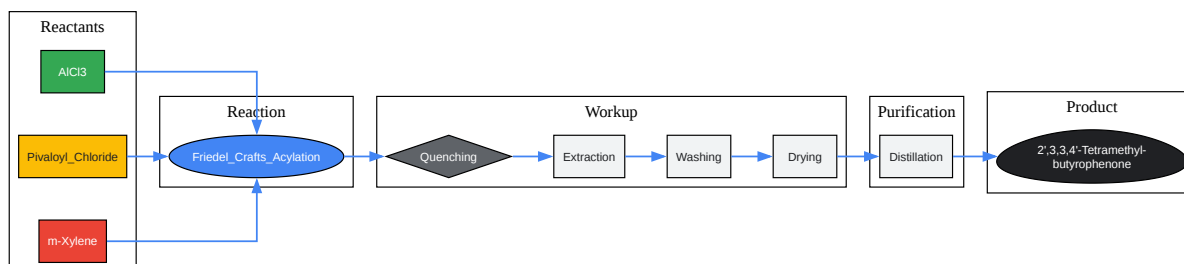 Reactants
AlCl3
Pivaloyl_Chloride
m-Xylene
Reaction
Friedel_Crafts_Acylation
Workup
Quenching
Extraction
Washing
Drying
Purification
Distillation
Product
2',3,3,4'-Tetramethyl-
butyrophenone